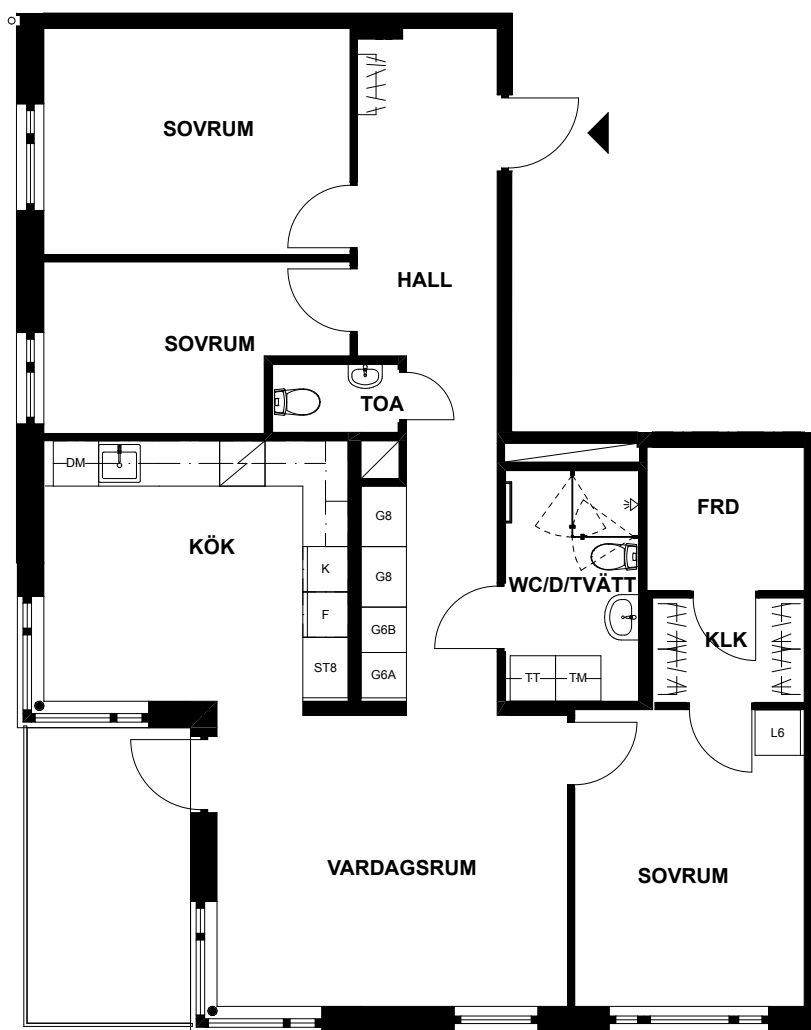 SOVRUM
HALL
SOVRUM
TOA
DM
KÖK
G8
FRD
K
G8
WC/D/TVÄTT
F
G6B
KLK
ST8
G6A
TT
TM
L6
VARDAGSRUM
SOVRUM